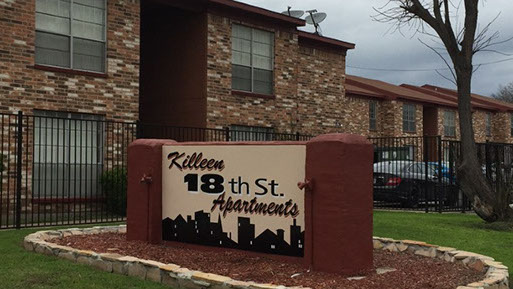 Killeen
18th St.
Apartments